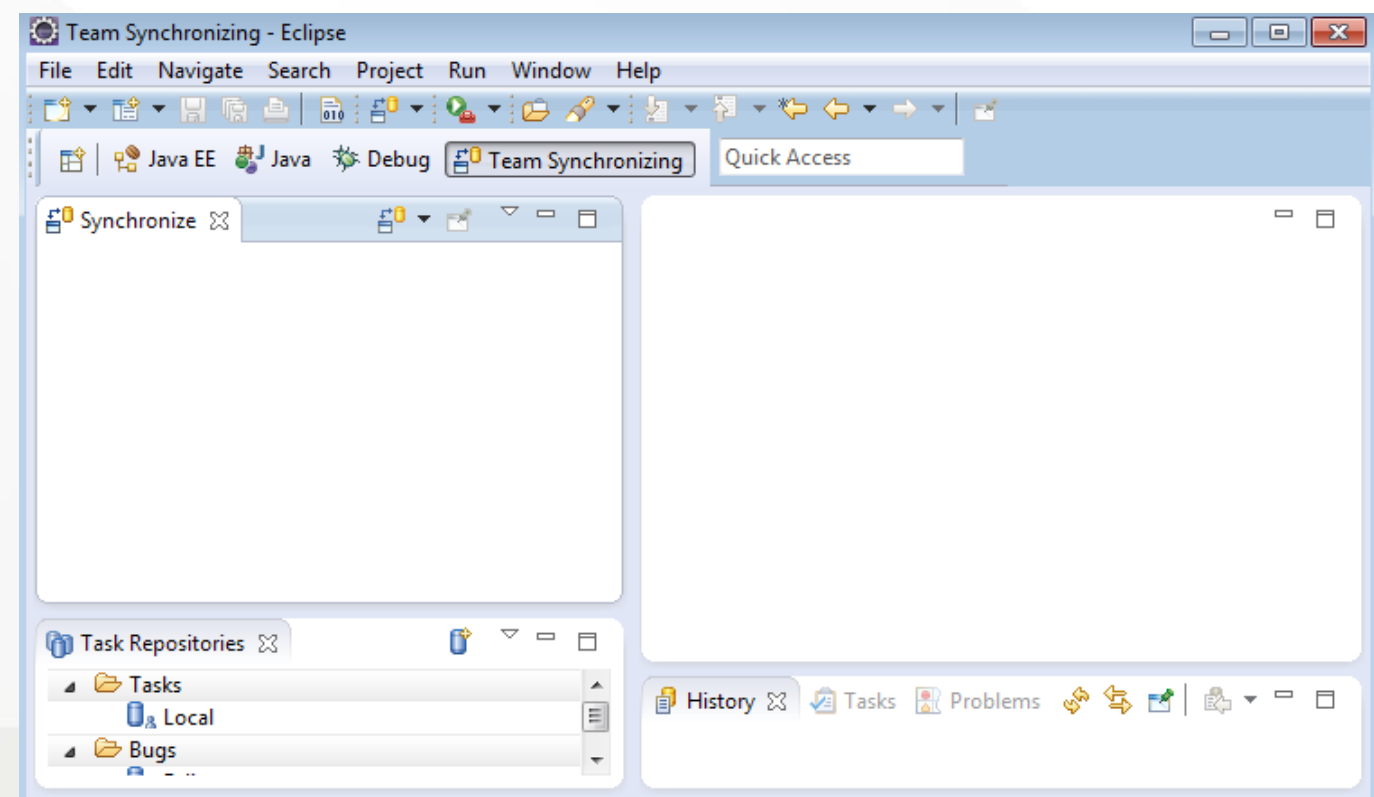 Team Synchronizing - Eclipse
File Edit Navigate Search Project Run Window Help
010
Java EE Java Debug Team Synchronizing Quick Access
Synchronize
Task Repositories
Tasks
Local
Bugs
History Tasks Problems